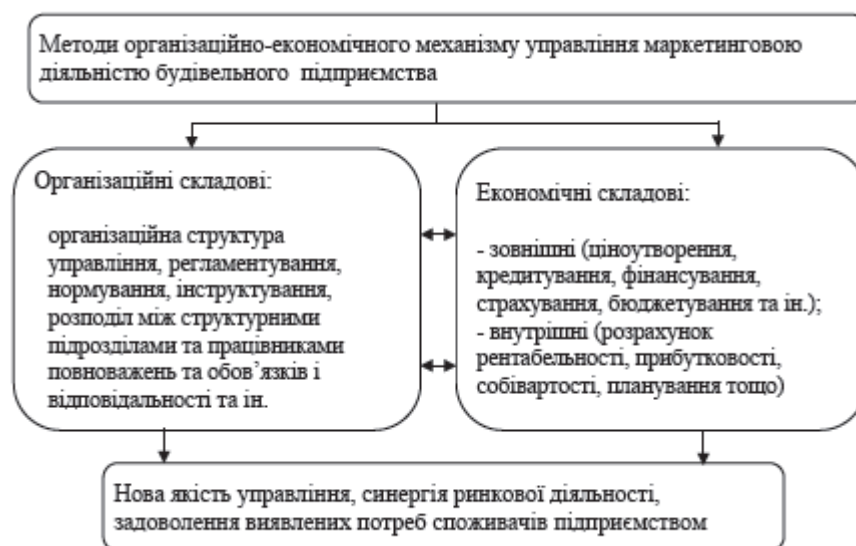 Методи організаційно-економічного механізму управління маркетинговою
діяльністю будівельного підприємства
Організаційні складові:
організаційна структура
управління, регламентування,
нормування, інструктування,
розподіл між структурними
підрозділами та працівниками
повноважень та обов’язків і
відповідальності та ін.
Економічні складові:
- зовнішні (ціноутворення,
кредитування, фінансування,
страхування, бюджетування та ін.);
- внутрішні (розрахунок
рентабельності, прибутковості,
собівартості, планування тощо)
Нова якість управління, синергія ринкової діяльності,
задоволення виявлених потреб споживачів підприємством